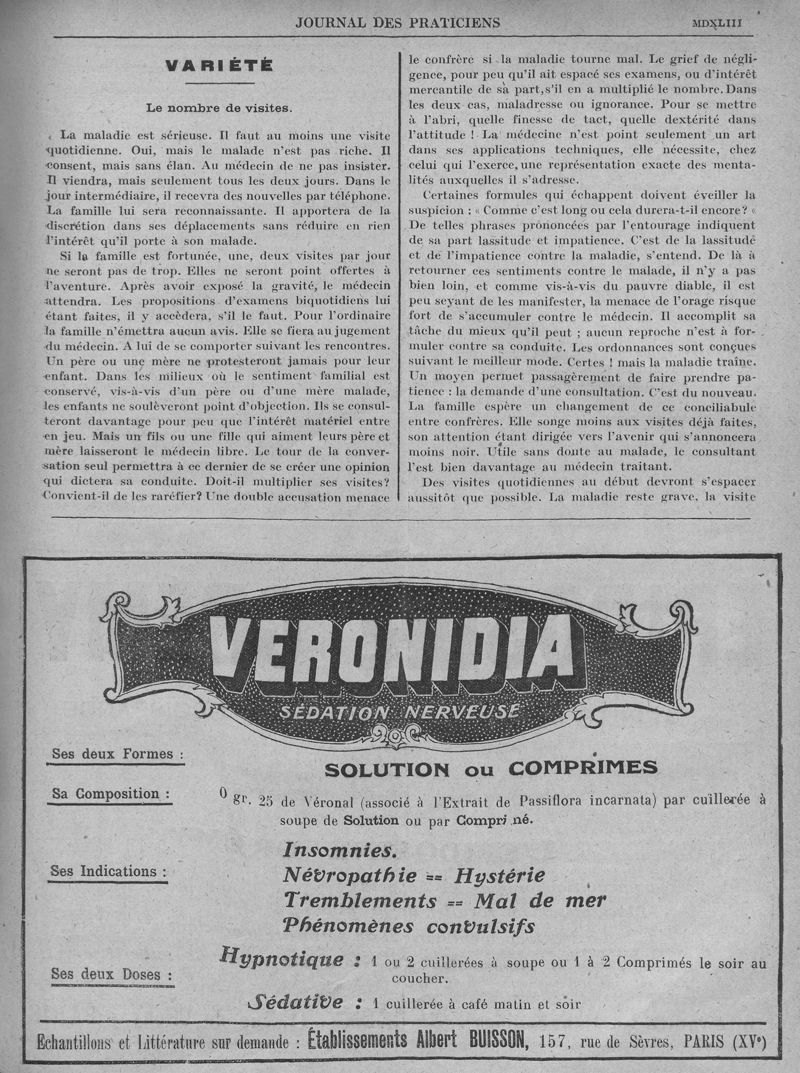 JOURNAL DES PRATICIENS
MDXLIII
VARIÉTÉ
Le nombre de visites.
La maladie est sérieuse. Il faut au moins une visite
quotidienne. Oui, mais le malade n'est pas riche. Il
consent, mais sans élan. Au médecin de ne pas insister.
Il viendra, mais seulement tous les deux jours. Dans le
jour intermédiaire, il recevra des nouvelles par téléphone.
La famille lui sera reconnaissante. Il apportera de la
discrétion dans ses déplacements sans réduire en rien
l'intérêt qu'il porte à son malade.
Si la famille est fortunée, une, deux visites par jour
ne seront pas de trop. Elles ne seront point offertes à
l'aventure. Après avoir exposé la gravité, le médecin
attendra. Les propositions d'examens biquotidiens lui
étant faites, il y accèdera, s'il le faut. Pour l'ordinaire
la famille n'émettra aucun avis. Elle se fiera au jugement
du médecin. A lui de se comporter suivant les rencontres.
Un père ou une mère ne protesteront jamais pour leur
enfant. Dans les milieux où le sentiment familial est
conservé, vis-à-vis d'un père ou d'une mère malade,
les enfants ne soulèveront point d'objection. Ils se consul-
teront davantage pour peu que l'intérêt matériel entre
en jeu. Mais un fils ou une fille qui aiment leurs père et
mère laisseront le médecin libre. Le tour de la conver-
sation seul permettra à ce dernier de se créer une opinion
qui dictera sa conduite. Doit-il multiplier ses visites?
Convient-il de les raréfier? Une double accusation menace
le confrère si la maladie tourne mal. Le grief de négli-
gence, pour peu qu'il ait espacé ses examens, ou d'intérêt
mercantile de sa part, s'il en a multiplié le nombre. Dans
les deux cas, maladresse ou ignorance. Pour se mettre
à l'abri, quelle finesse de tact, quelle dextérité dans
l'attitude ! La médecine n'est point seulement un art
dans ses applications techniques, elle nécessite, chez
celui qui l'exerce, une représentation exacte des menta-
lités auxquelles il s'adresse.
Certaines formules qui échappent doivent éveiller la
suspicion : « Comme c'est long ou cela durera-t-il encore? «
De telles phrases prononcées par l'entourage indiquent
de sa part lassitude et impatience. C'est de la lassitude
et de l'impatience contre la maladie, s'entend. De là à
retourner ces sentiments contre le malade, il n'y a pas
bien loin, et comme vis-à-vis du pauvre diable, il est
peu seyant de les manifester, la menace de l'orage risque
fort de s'accumuler contre le médecin. Il accomplit sa
tâche du mieux qu'il peut ; aucun reproche n'est à for-
muler contre sa conduite. Les ordonnances sont conçues
suivant le meilleur mode. Certes ! mais la maladie traîne.
Un moyen permet passagèrement de faire prendre pa-
tience : la demande d'une consultation. C'est du nouveau.
La famille espère un changement de ce conciliabule
entre confrères. Elle songe moins aux visites déjà faites,
son attention étant dirigée vers l'avenir qui s'annoncera
moins noir. Utile sans doute au malade, le consultant
l'est bien davantage au médecin traitant.
Des visites quotidiennes au début devront s'espacer
aussitôt que possible. La maladie reste grave, la visite
VERONIDIA
SÉDATION NERVEUSE
Ses deux Formes :
SOLUTION ou COMPRIMES
Sa Composition :
0 gr. 25 de Véronal (associé à l'Extrait de Passiflora incarnata) par cuillerée à
soupe de Solution ou par Comprimé.
Ses Indications :
Insomnies.
Névropathie == Hystérie
Tremblements == Mal de mer
Phénomènes convulsifs
Ses deux Doses :
Hypnotique : 1 ou 2 cuillerées à soupe ou 1 à 2 Comprimés le soir au
coucher.
Sédative : 1 cuillerée à café matin et soir
Echantillons et Littérature sur demande : Établissements Albert BUISSON, 157, rue de Sèvres, PARIS (XVe)